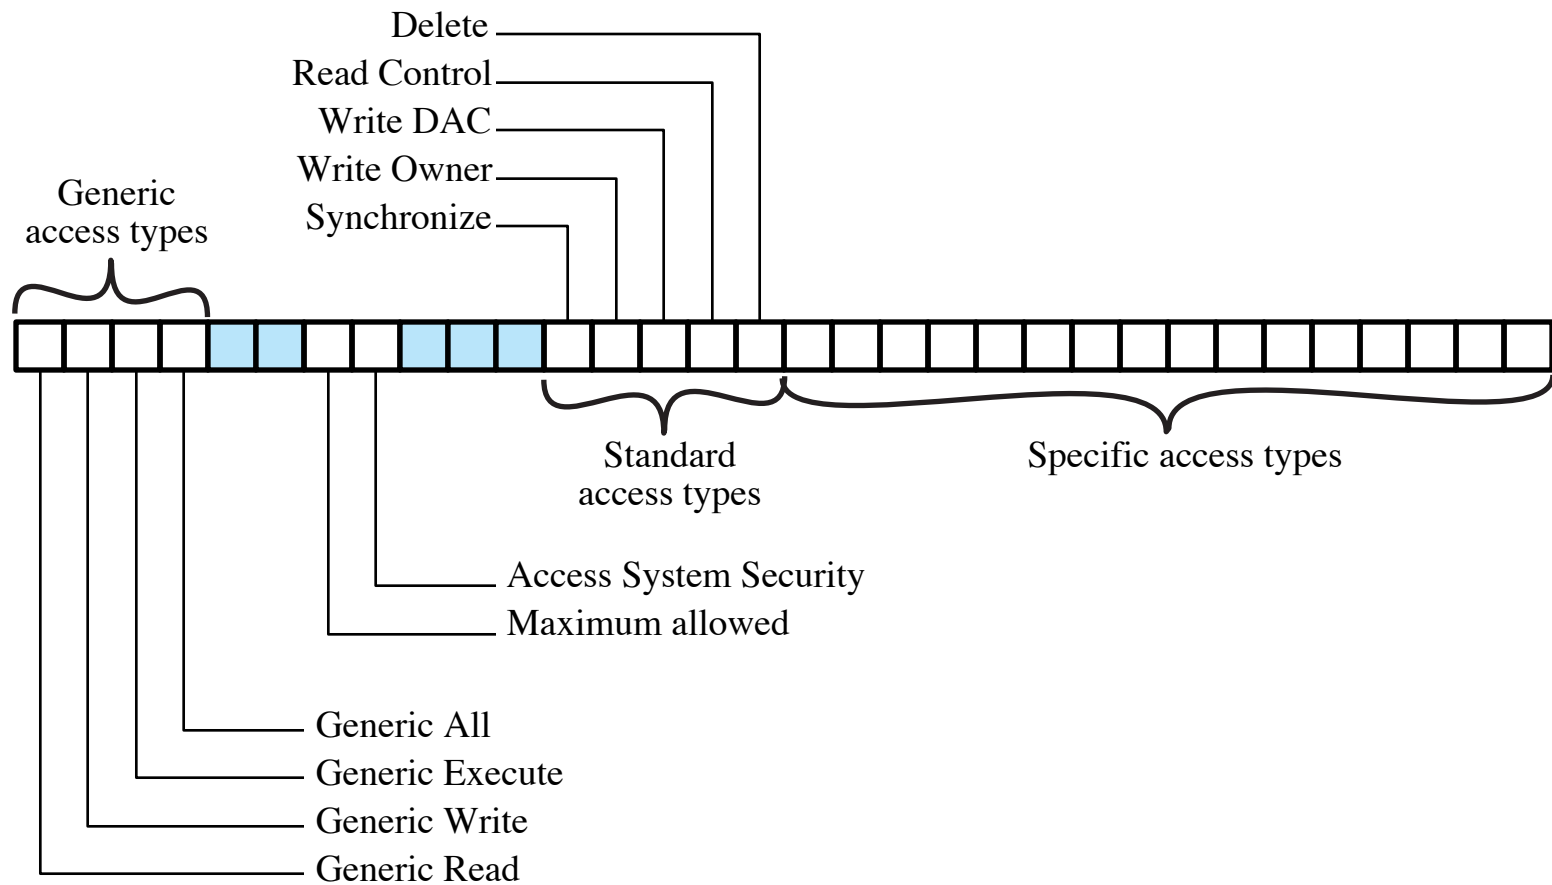 Delete
Read Control
Write DAC
Write Owner
Synchronize
Generic
access types
Standard
access types
Specific access types
Access System Security
Maximum allowed
Generic All
Generic Execute
Generic Write
Generic Read